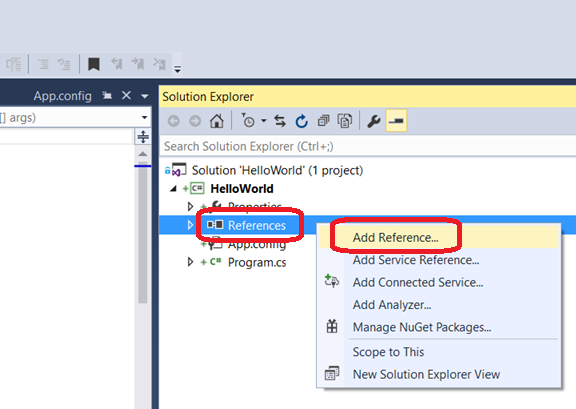 App.config
Solution Explorer
[] args)
Search Solution Explorer (Ctrl+;)
Solution 'HelloWorld' (1 project)
C# HelloWorld
Properties
References
Add Reference...
App.config
Add Service Reference...
C# Program.cs
Add Connected Service...
Add Analyzer...
Manage NuGet Packages...
Scope to This
New Solution Explorer View